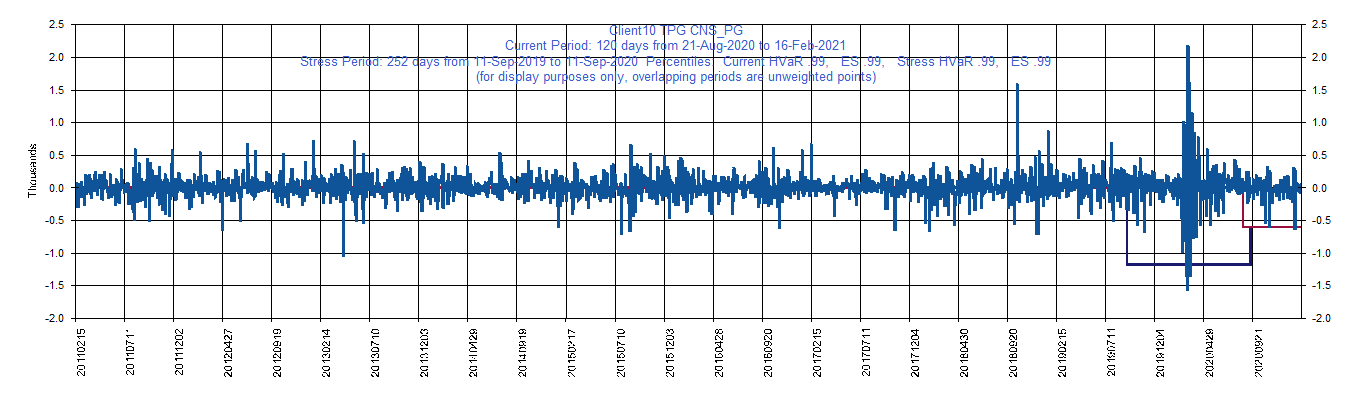 Client10 TPG CNS_PG
Current Period: 120 days from 21-Aug-2020 to 16-Feb-2021
Stress Period: 252 days from 11-Sep-2019 to 11-Sep-2020 Percentiles: Current HVaR .99, ES .99, Stress HVaR .99, ES .99
(for display purposes only, overlapping periods are unweighted points)
2.5 2.5
2.0 2.0
1.5 1.5
1.0 1.0
0.5 0.5
0.0 0.0
-0.5 -0.5
-1.0 -1.0
-1.5 -1.5
-2.0 -2.0
Thousands
20110215 20110711 20111202 20120427 20120919 20130214 20130710 20131203 20140429 20140919 20150217 20150710 20151203 20160428 20160920 20170215 20170711 20171204 20180430 20180920 20190215 20190711 20191204 20200429 20200921